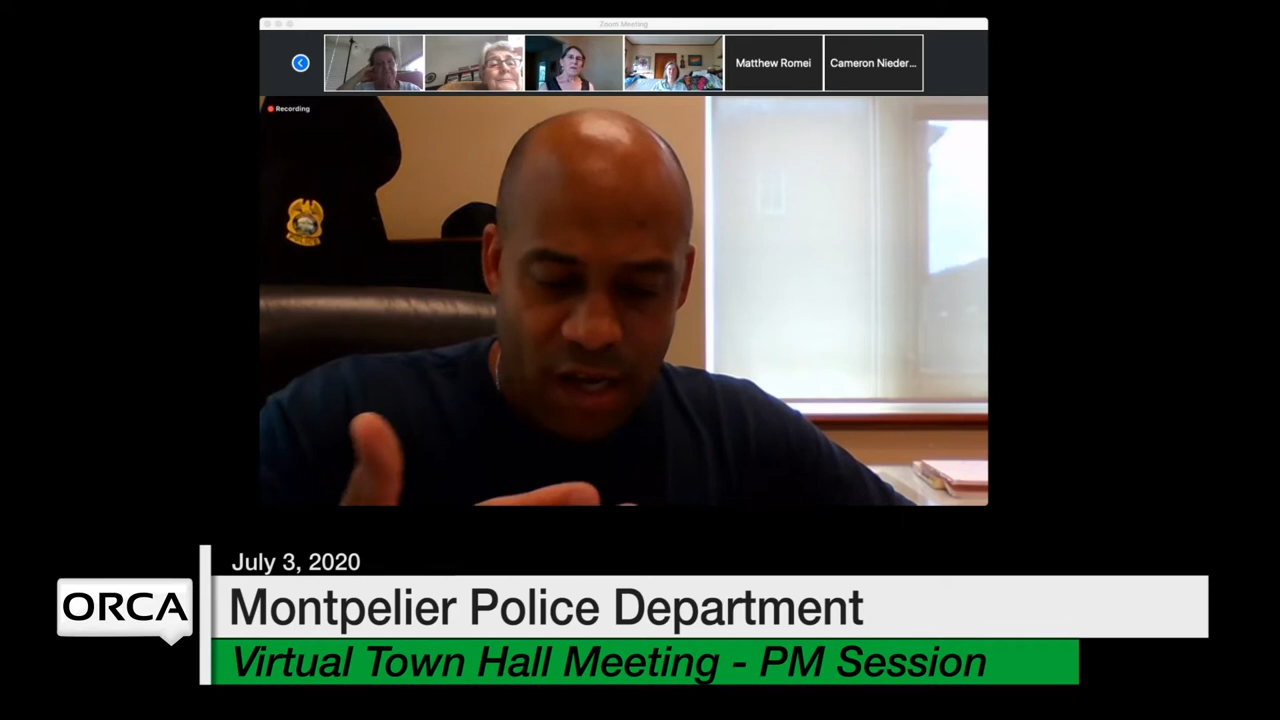 Zoom Meeting
Matthew Romei
Cameron Nieder...
Recording
July 3, 2020
ORCA
Montpelier Police Department
Virtual Town Hall Meeting - PM Session